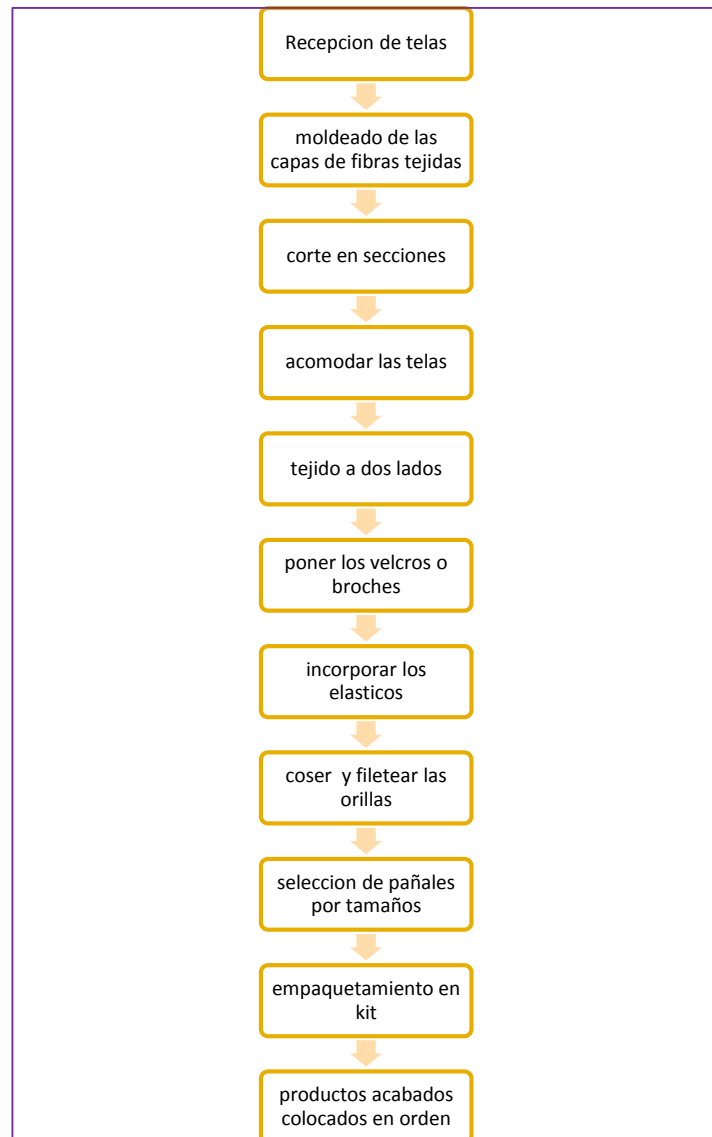 Recepcion de telas
moldeado de las
capas de fibras tejidas
corte en secciones
acomodar las telas
tejido a dos lados
poner los velcros o
broches
incorporar los
elasticos
coser  y filetear las
orillas
seleccion de pañales
por tamaños
empaquetamiento en
kit
productos acabados
colocados en orden